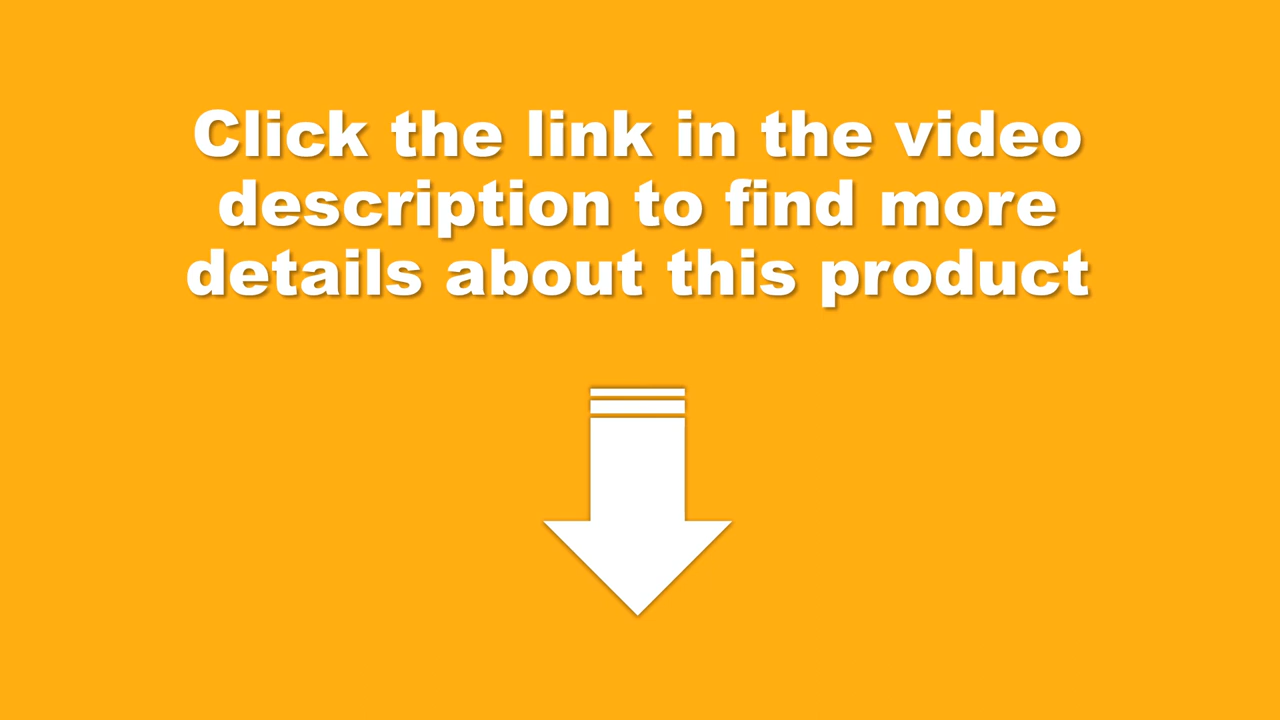 Click the link in the video
description to find more
details about this product